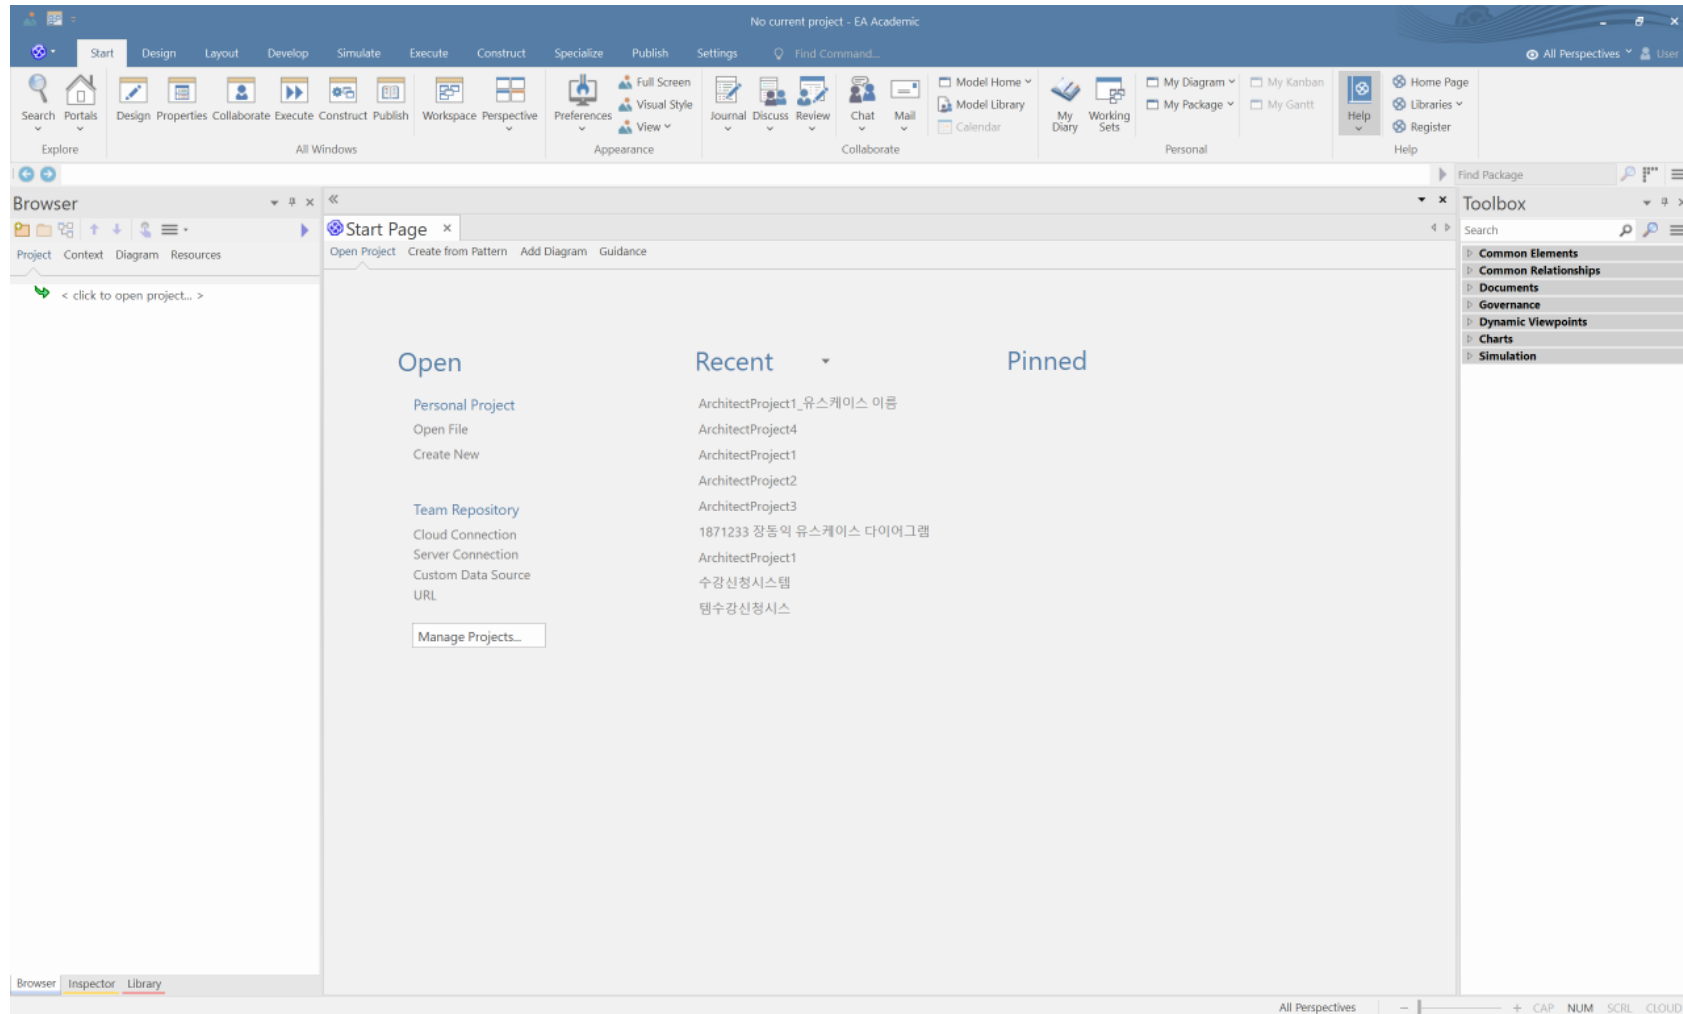 No current project - EA Academic
Start Design Layout Develop Simulate Execute Construct Specialize Publish Settings Find Command... All Perspectives User
Search Portals Design Properties Collaborate Execute Construct Publish Workspace Perspective Preferences Full Screen Visual Style View Journal Discuss Review Chat Mail Model Home Model Library Calendar My Diary Working Sets My Diagram My Package My Kanban My Gantt Help Home Page Libraries Register
Explore All Windows Appearance Collaborate Personal Help
Find Package
Browser
Project Context Diagram Resources
< click to open project... >
Start Page
Open Project Create from Pattern Add Diagram Guidance
Open
Personal Project
Open File
Create New
Team Repository
Cloud Connection
Server Connection
Custom Data Source
URL
Manage Projects...
Recent
ArchitectProject1_유스케이스 이름
ArchitectProject4
ArchitectProject1
ArchitectProject2
ArchitectProject3
1871233 장동익 유스케이스 다이어그램
ArchitectProject1
수강신청시스템
템수강신청시스
Pinned
Toolbox
Search
Common Elements
Common Relationships
Documents
Governance
Dynamic Viewpoints
Charts
Simulation
Browser Inspector Library
All Perspectives CAP NUM SCRL CLOUD